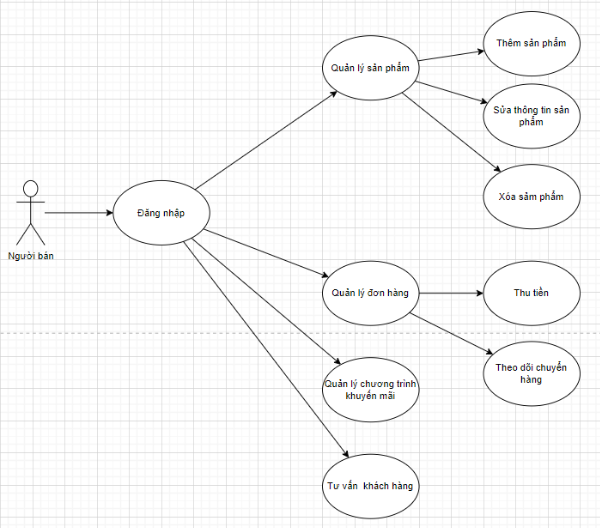 Thêm sản phẩm
Quản lý sản phẩm
Sửa thông tin sản
phẩm
Xóa sảm phẩm
Đăng nhập
Người bán
Quản lý đơn hàng
Thu tiền
Theo dõi chuyển
hàng
Quản lý chương trình
khuyến mãi
Tư vấn khách hàng